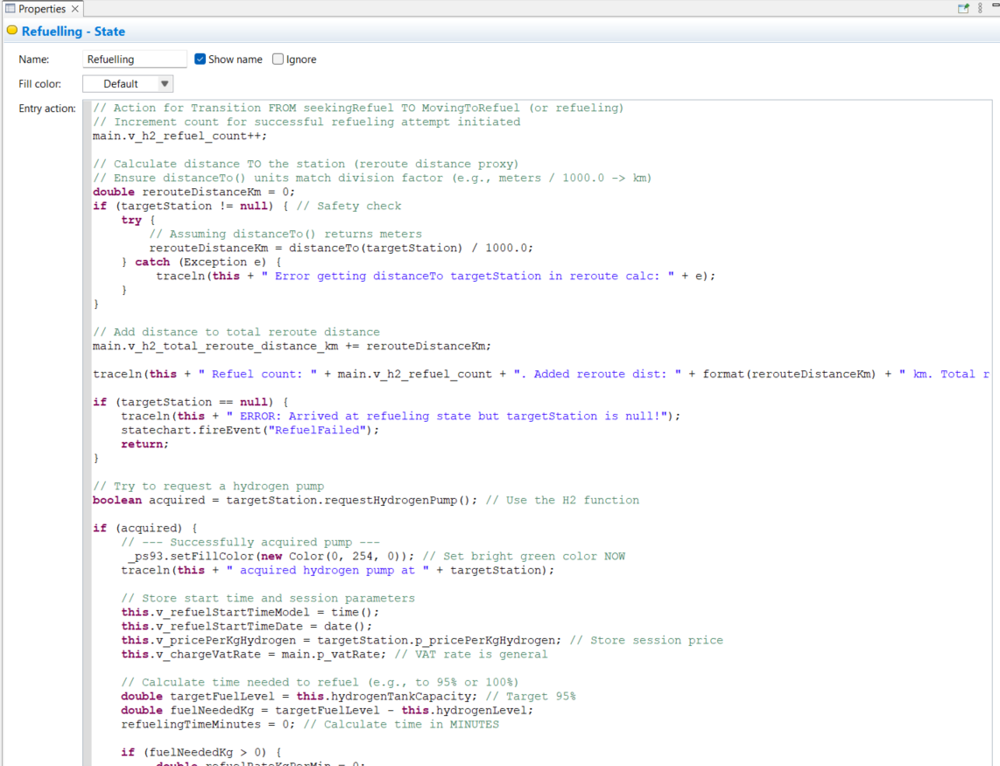 Properties
Refuelling - State
Name: Refuelling Show name Ignore
Fill color: Default
Entry action:
// Action for Transition FROM seekingRefuel TO MovingToRefuel (or refueling)
// Increment count for successful refueling attempt initiated
main.v_h2_refuel_count++;

// Calculate distance TO the station (reroute distance proxy)
// Ensure distanceTo() units match division factor (e.g., meters / 1000.0 -> km)
double rerouteDistanceKm = 0;
if (targetStation != null) { // Safety check
    try {
        // Assuming distanceTo() returns meters
        rerouteDistanceKm = distanceTo(targetStation) / 1000.0;
    } catch (Exception e) {
         traceln(this + " Error getting distanceTo targetStation in reroute calc: " + e);
    }
}

// Add distance to total reroute distance
main.v_h2_total_reroute_distance_km += rerouteDistanceKm;

traceln(this + " Refuel count: " + main.v_h2_refuel_count + ". Added reroute dist: " + format(rerouteDistanceKm) + " km. Total r

if (targetStation == null) {
    traceln(this + " ERROR: Arrived at refueling state but targetStation is null!");
    statechart.fireEvent("RefuelFailed");
    return;
}

// Try to request a hydrogen pump
boolean acquired = targetStation.requestHydrogenPump(); // Use the H2 function

if (acquired) {
    // --- Successfully acquired pump ---
     _ps93.setFillColor(new Color(0, 254, 0)); // Set bright green color NOW
    traceln(this + " acquired hydrogen pump at " + targetStation);

    // Store start time and session parameters
    this.v_refuelStartTimeModel = time();
    this.v_refuelStartTimeDate = date();
    this.v_pricePerKgHydrogen = targetStation.p_pricePerKgHydrogen; // Store session price
    this.v_chargeVatRate = main.p_vatRate; // VAT rate is general

    // Calculate time needed to refuel (e.g., to 95% or 100%)
    double targetFuelLevel = this.hydrogenTankCapacity; // Target 95%
    double fuelNeededKg = targetFuelLevel - this.hydrogenLevel;
    refuelingTimeMinutes = 0; // Calculate time in MINUTES

    if (fuelNeededKg > 0) {
         double refuelRateKgPerMin = 0;